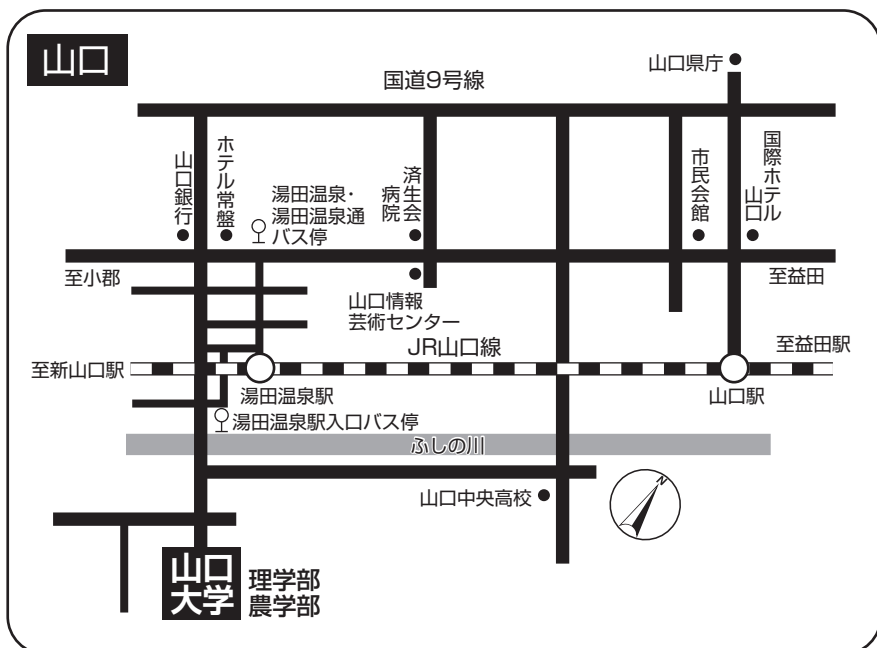 山口
山口県庁
国道9号線
山口銀行
ホテル常盤
湯田温泉・
湯田温泉通
バス停
済生会
病院
市民会館
国際ホテル
山口
至小郡
至益田
山口情報
芸術センター
JR山口線
至新山口駅
至益田駅
湯田温泉駅
山口駅
湯田温泉駅入口バス停
ふしの川
山口中央高校
N
山口
大学
理学部
農学部